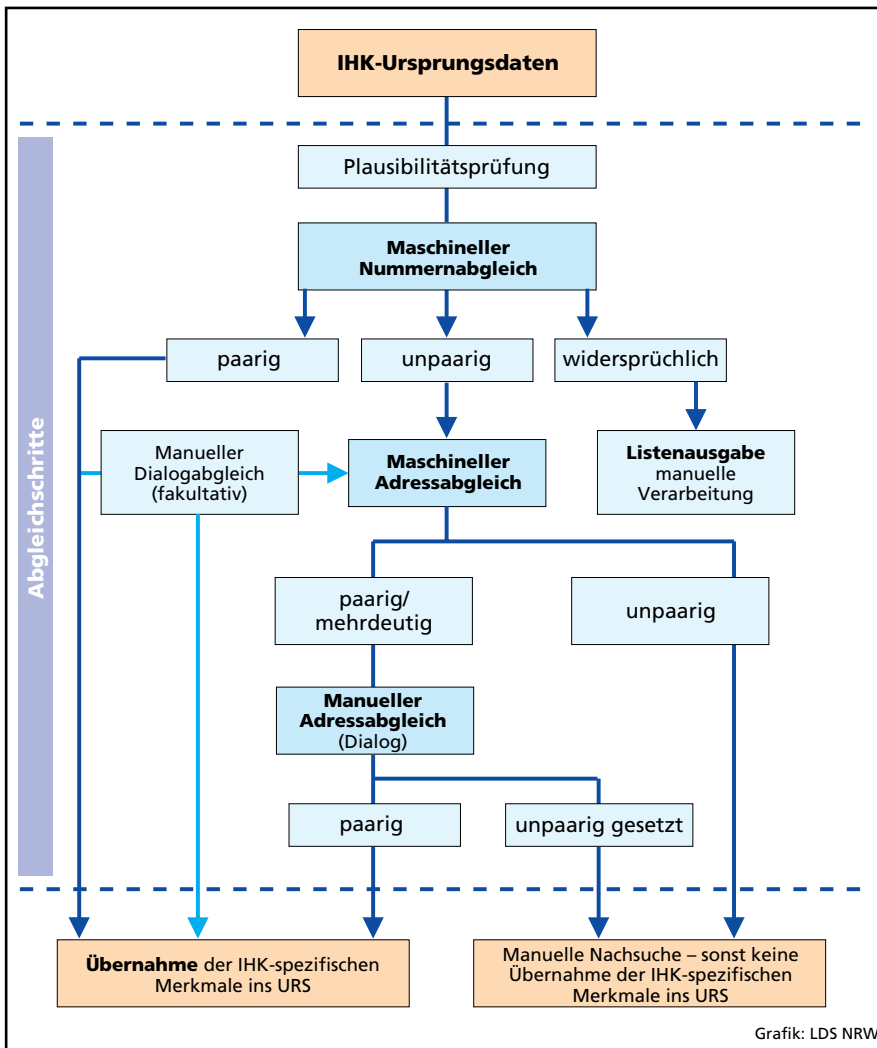 IHK-Ursprungsdaten
Abgleichschritte
Plausibilitätsprüfung
Maschineller
Nummernabgleich
paarig
unpaarig
widersprüchlich
Manueller
Dialogabgleich
(fakultativ)
Maschineller
Adressabgleich
Listenausgabe
manuelle
Verarbeitung
paarig/
mehrdeutig
unpaarig
Manueller
Adressabgleich
(Dialog)
paarig
unpaarig gesetzt
Übernahme der IHK-spezifischen
Merkmale ins URS
Manuelle Nachsuche – sonst keine
Übernahme der IHK-spezifischen
Merkmale ins URS
Grafik: LDS NRW